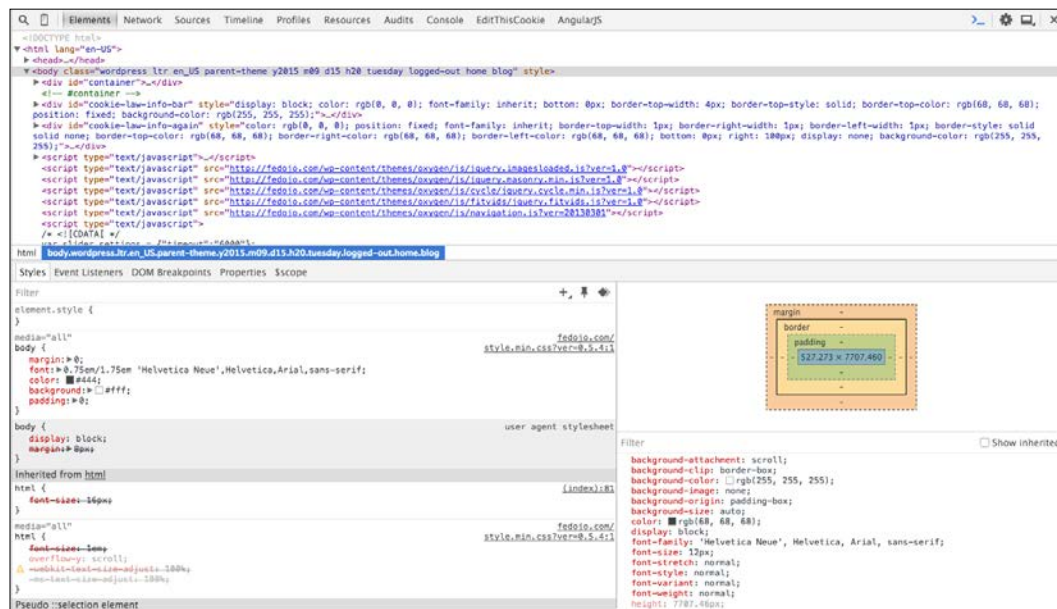 Elements Network Sources Timeline Profiles Resources Audits Console EditThisCookie AngularJS
<!DOCTYPE html>
▼<html lang="en-US">
▶<head>…</head>
▼<body class="wordpress ltr en_US parent-theme y2015 m09 d15 h20 tuesday logged-out home blog" style>
▶<div id="container">…</div>
<!-- #container -->
▶<div id="cookie-law-info-bar" style="display: block; color: rgb(0, 0, 0); font-family: inherit; bottom: 0px; border-top-width: 4px; border-top-style: solid; border-top-color: rgb(68, 68, 68);
position: fixed; background-color: rgb(255, 255, 255);">…</div>
▶<div id="cookie-law-info-again" style="color: rgb(0, 0, 0); position: fixed; font-family: inherit; border-top-width: 1px; border-right-width: 1px; border-left-width: 1px; border-style: solid
solid none; border-top-color: rgb(68, 68, 68); border-right-color: rgb(68, 68, 68); border-left-color: rgb(68, 68, 68); bottom: 0px; right: 100px; display: none; background-color: rgb(255, 255,
255);">…</div>
▶<script type="text/javascript">…</script>
<script type="text/javascript" src="http://fedojo.com/wp-content/themes/oxygen/js/jquery.imagesloaded.js?ver=1.0"></script>
<script type="text/javascript" src="http://fedojo.com/wp-content/themes/oxygen/js/jquery.masonry.min.js?ver=1.0"></script>
<script type="text/javascript" src="http://fedojo.com/wp-content/themes/oxygen/js/cycle/jquery.cycle.min.js?ver=1.0"></script>
<script type="text/javascript" src="http://fedojo.com/wp-content/themes/oxygen/js/fitvids/jquery.fitvids.js?ver=1.0"></script>
<script type="text/javascript" src="http://fedojo.com/wp-content/themes/oxygen/js/navigation.js?ver=20130301"></script>
<script type="text/javascript">
/* <![CDATA[ */
var slider_settings = {"timeout":"6000"};
html body.wordpress.ltr.en_US.parent-theme.y2015.m09.d15.h20.tuesday.logged-out.home.blog
Styles Event Listeners DOM Breakpoints Properties $scope
Filter
element.style {
}
media="all" fedojo.com/
body { style.min.css?ver=0.5.4:1
margin:▶0;
font:▶0.75em/1.75em 'Helvetica Neue',Helvetica,Arial,sans-serif;
color: #444;
background:▶ #fff;
padding:▶0;
}
body { user agent stylesheet
display: block;
margin:▶8px;
}
Inherited from html
html { (index):81
font-size: 16px;
}
media="all" fedojo.com/
html { style.min.css?ver=0.5.4:1
font-size: 1em;
overflow-y: scroll;
-webkit-text-size-adjust: 100%;
-ms-text-size-adjust: 100%;
}
Pseudo ::selection element
margin -
border -
padding -
- - - 527.273 × 7707.460 - - -
-
-
-
Filter Show inherited
background-attachment: scroll;
background-clip: border-box;
background-color: rgb(255, 255, 255);
background-image: none;
background-origin: padding-box;
background-size: auto;
color: rgb(68, 68, 68);
display: block;
font-family: 'Helvetica Neue', Helvetica, Arial, sans-serif;
font-size: 12px;
font-stretch: normal;
font-style: normal;
font-variant: normal;
font-weight: normal;
height: 7707.46px;